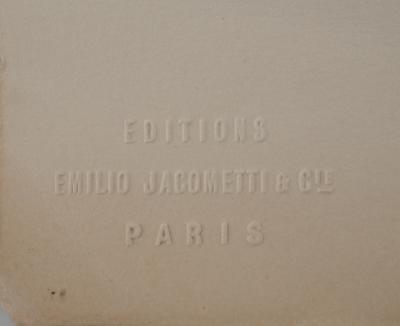 EDITIONS
EMILIO JACOMETTI & CIE
PARIS